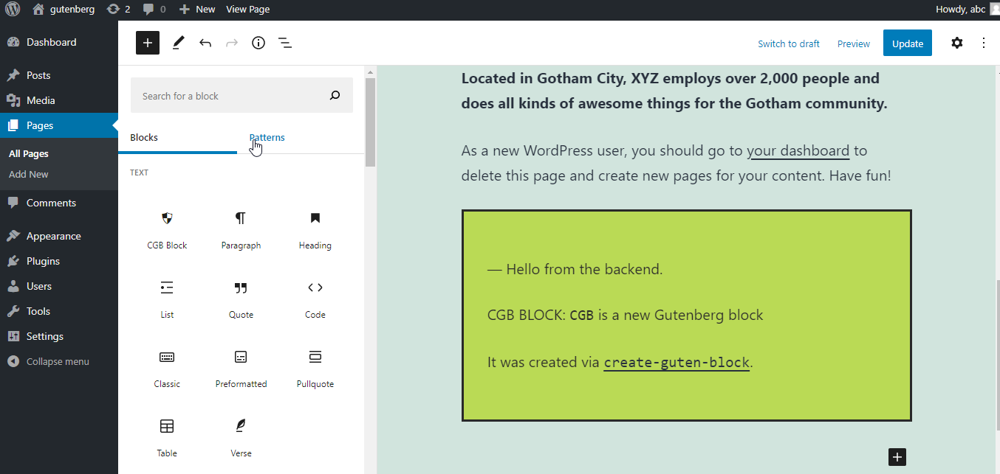 gutenberg 2 0 New View Page Howdy, abc
Dashboard
Posts
Media
Pages
All Pages
Add New
Comments
Appearance
Plugins
Users
Tools
Settings
Collapse menu
Switch to draft Preview Update
Search for a block
Blocks Patterns
TEXT
CGB Block Paragraph Heading
List Quote Code
Classic Preformatted Pullquote
Table Verse
Located in Gotham City, XYZ employs over 2,000 people and
does all kinds of awesome things for the Gotham community.
As a new WordPress user, you should go to your dashboard to
delete this page and create new pages for your content. Have fun!
— Hello from the backend.
CGB BLOCK: CGB is a new Gutenberg block
It was created via create-guten-block.